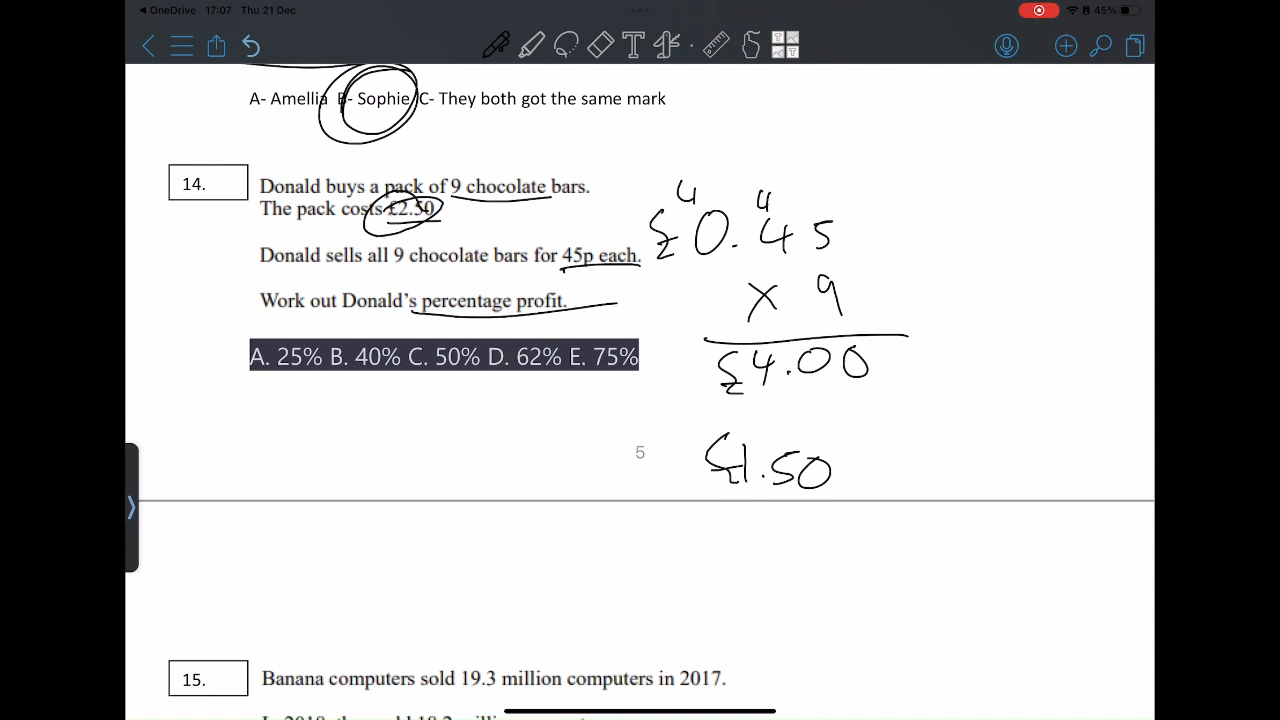 OneDrive 17:07 Thu 21 Dec 45%
A- Amellia B- Sophie C- They both got the same mark
14.
Donald buys a pack of 9 chocolate bars.
The pack costs £2.50
Donald sells all 9 chocolate bars for 45p each.
Work out Donald's percentage profit.
A. 25% B. 40% C. 50% D. 62% E. 75%
4 4
£0.45
x 9
£4.00
£1.50
5
15.
Banana computers sold 19.3 million computers in 2017.